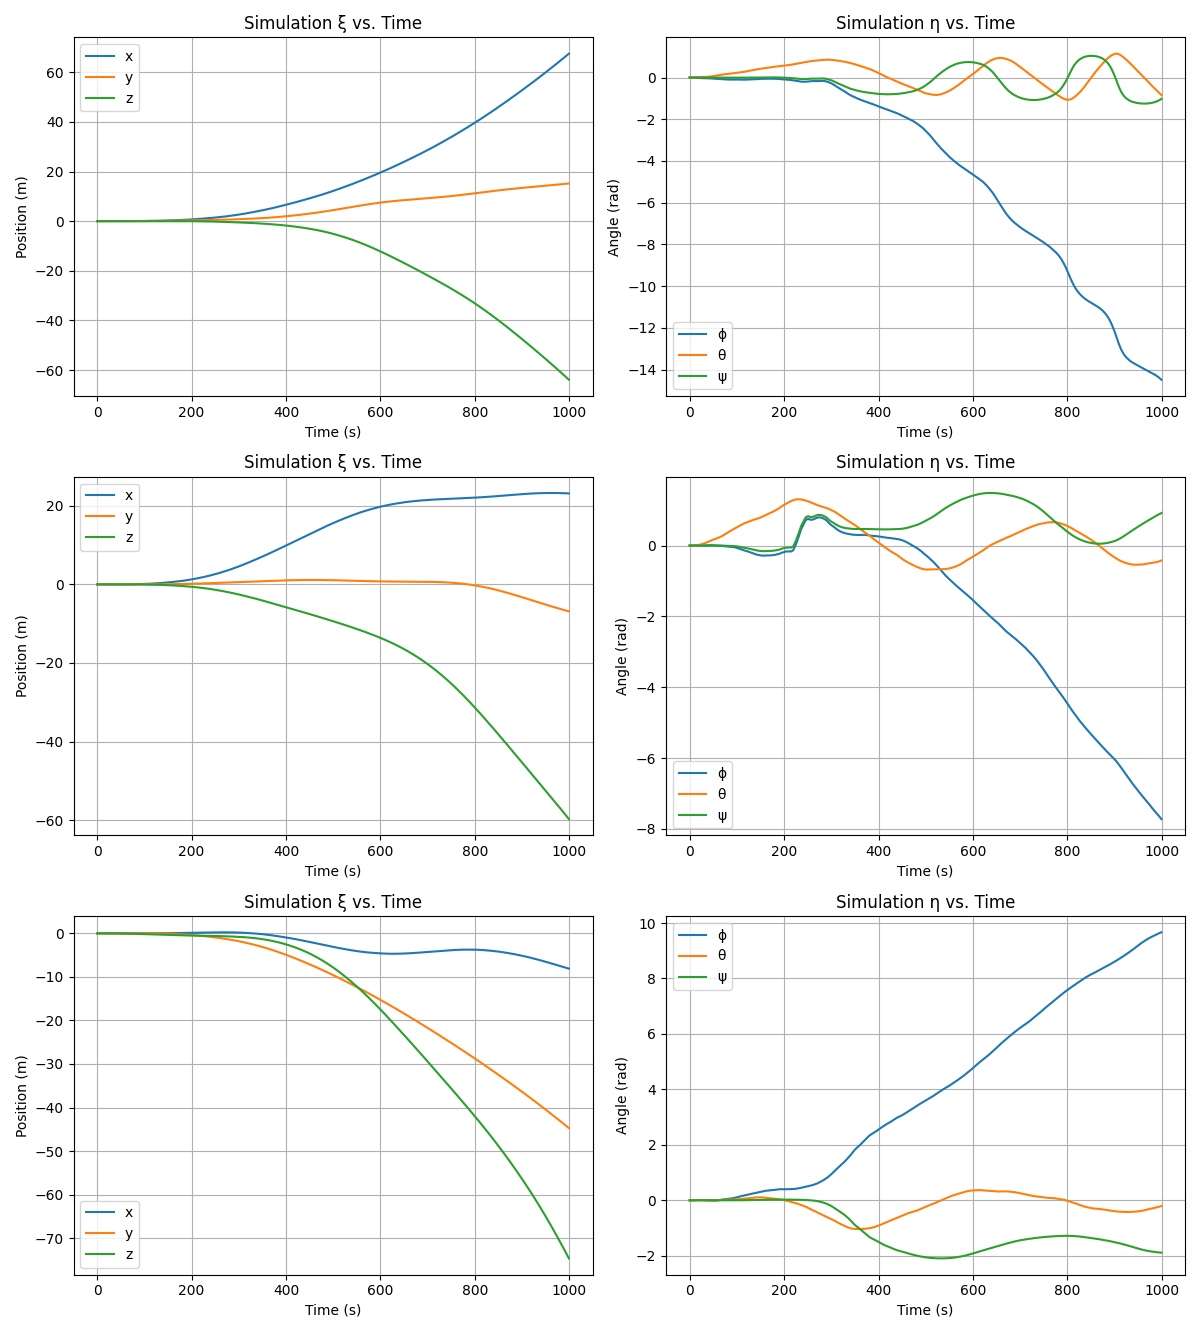 Simulation ξ vs. Time
Position (m)
60
40
20
0
−20
−40
−60
x
y
z
0 200 400 600 800 1000
Time (s)
Simulation η vs. Time
Angle (rad)
0
−2
−4
−6
−8
−10
−12
−14
ϕ
θ
ψ
0 200 400 600 800 1000
Time (s)
Simulation ξ vs. Time
Position (m)
20
0
−20
−40
−60
x
y
z
0 200 400 600 800 1000
Time (s)
Simulation η vs. Time
Angle (rad)
0
−2
−4
−6
−8
ϕ
θ
ψ
0 200 400 600 800 1000
Time (s)
Simulation ξ vs. Time
Position (m)
0
−10
−20
−30
−40
−50
−60
−70
x
y
z
0 200 400 600 800 1000
Time (s)
Simulation η vs. Time
Angle (rad)
10
8
6
4
2
0
−2
ϕ
θ
ψ
0 200 400 600 800 1000
Time (s)